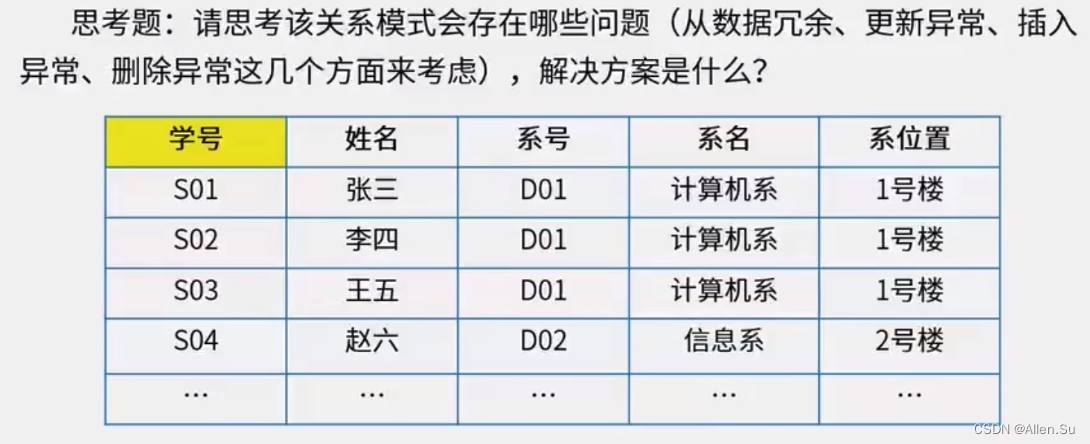 思考题：请思考该关系模式会存在哪些问题（从数据冗余、更新异常、插入
异常、删除异常这几个方面来考虑），解决方案是什么？
学号 姓名 系号 系名 系位置
S01 张三 D01 计算机系 1号楼
S02 李四 D01 计算机系 1号楼
S03 王五 D01 计算机系 1号楼
S04 赵六 D02 信息系 2号楼
… … … … …
CSDN @Allen.Su